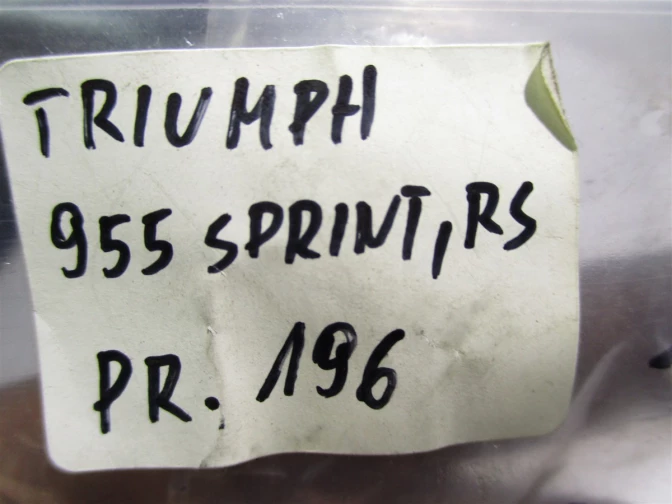 TRIUMPH
955 SPRINT, RS
PR. 196